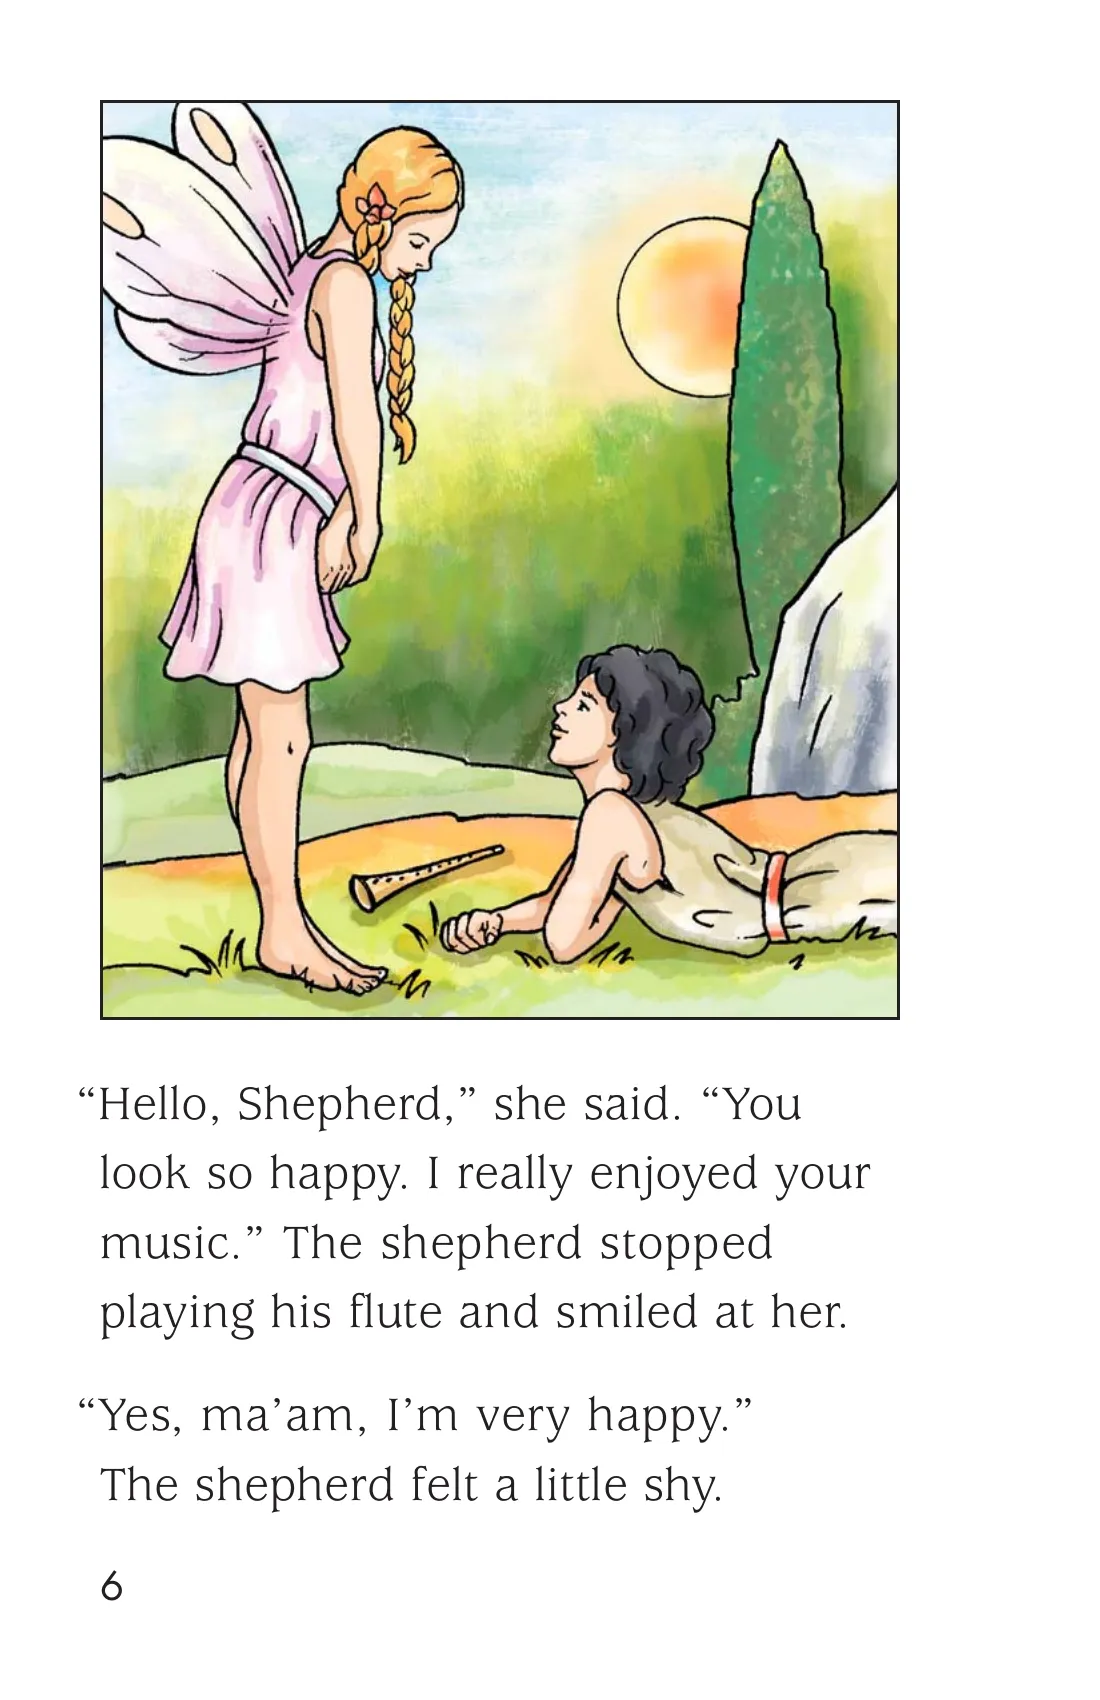 “Hello, Shepherd,” she said. “You
look so happy. I really enjoyed your
music.” The shepherd stopped
playing his flute and smiled at her.
“Yes, ma’am, I’m very happy.”
The shepherd felt a little shy.
6